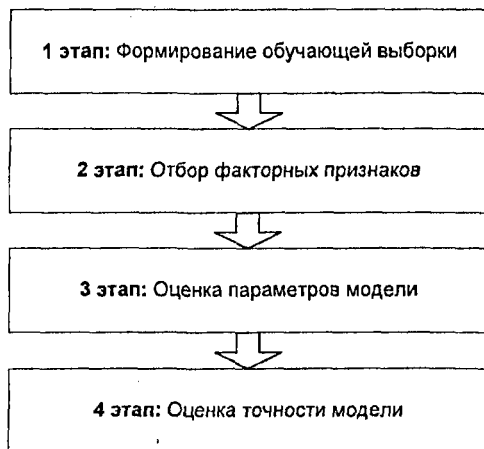 1 этап: Формирование обучающей выборки
2 этап: Отбор факторных признаков
3 этап: Оценка параметров модели
4 этап: Оценка точности модели